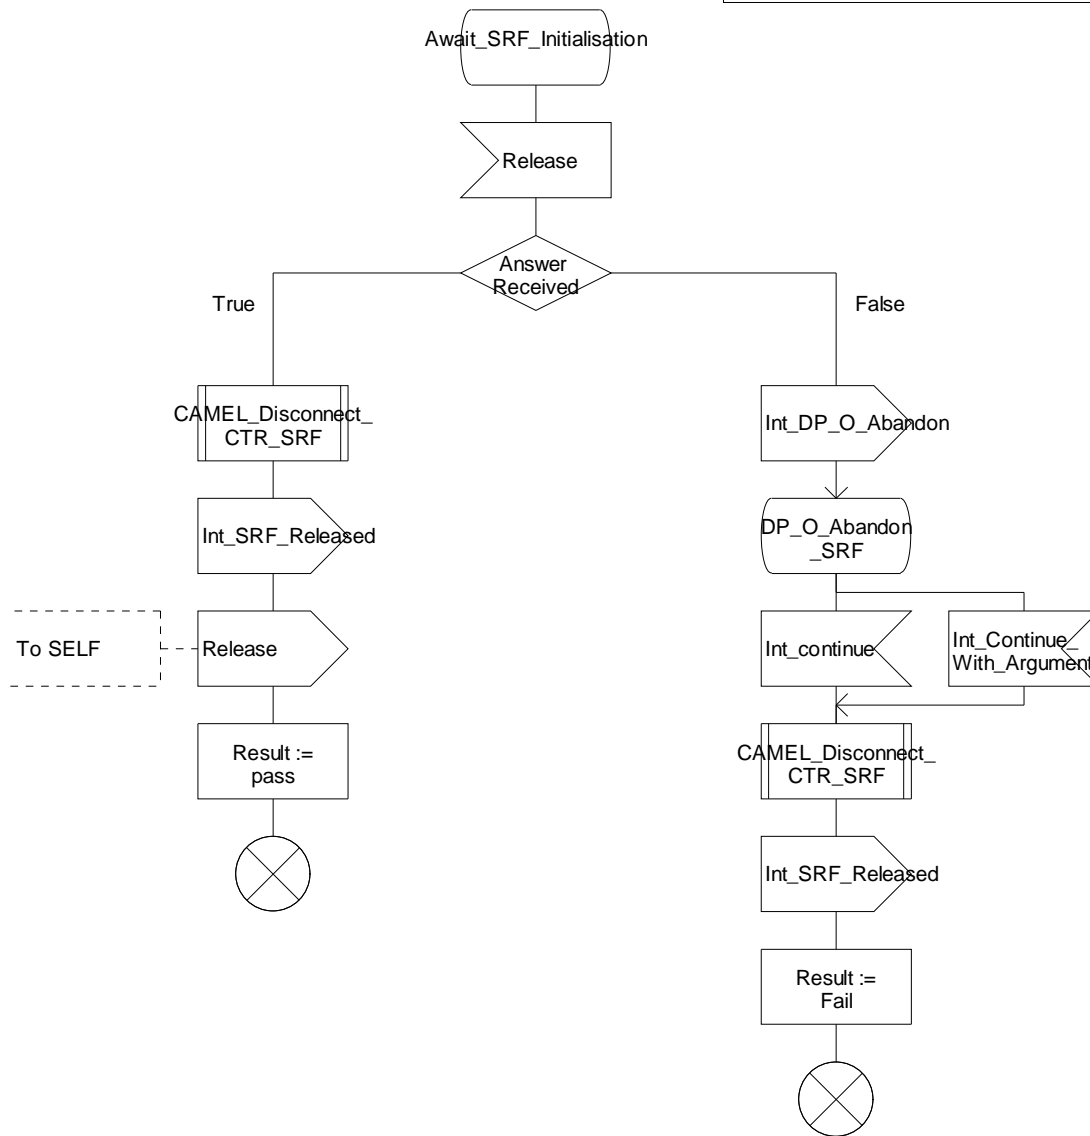 Await_SRF_Initialisation
Release
Answer
Received
True
False
CAMEL_Disconnect_
CTR_SRF
Int_DP_O_Abandon
Int_SRF_Released
DP_O_Abandon
_SRF
To SELF
Release
Int_continue
Int_Continue_
With_Argument
Result :=
pass
CAMEL_Disconnect_
CTR_SRF
Int_SRF_Released
Result :=
Fail